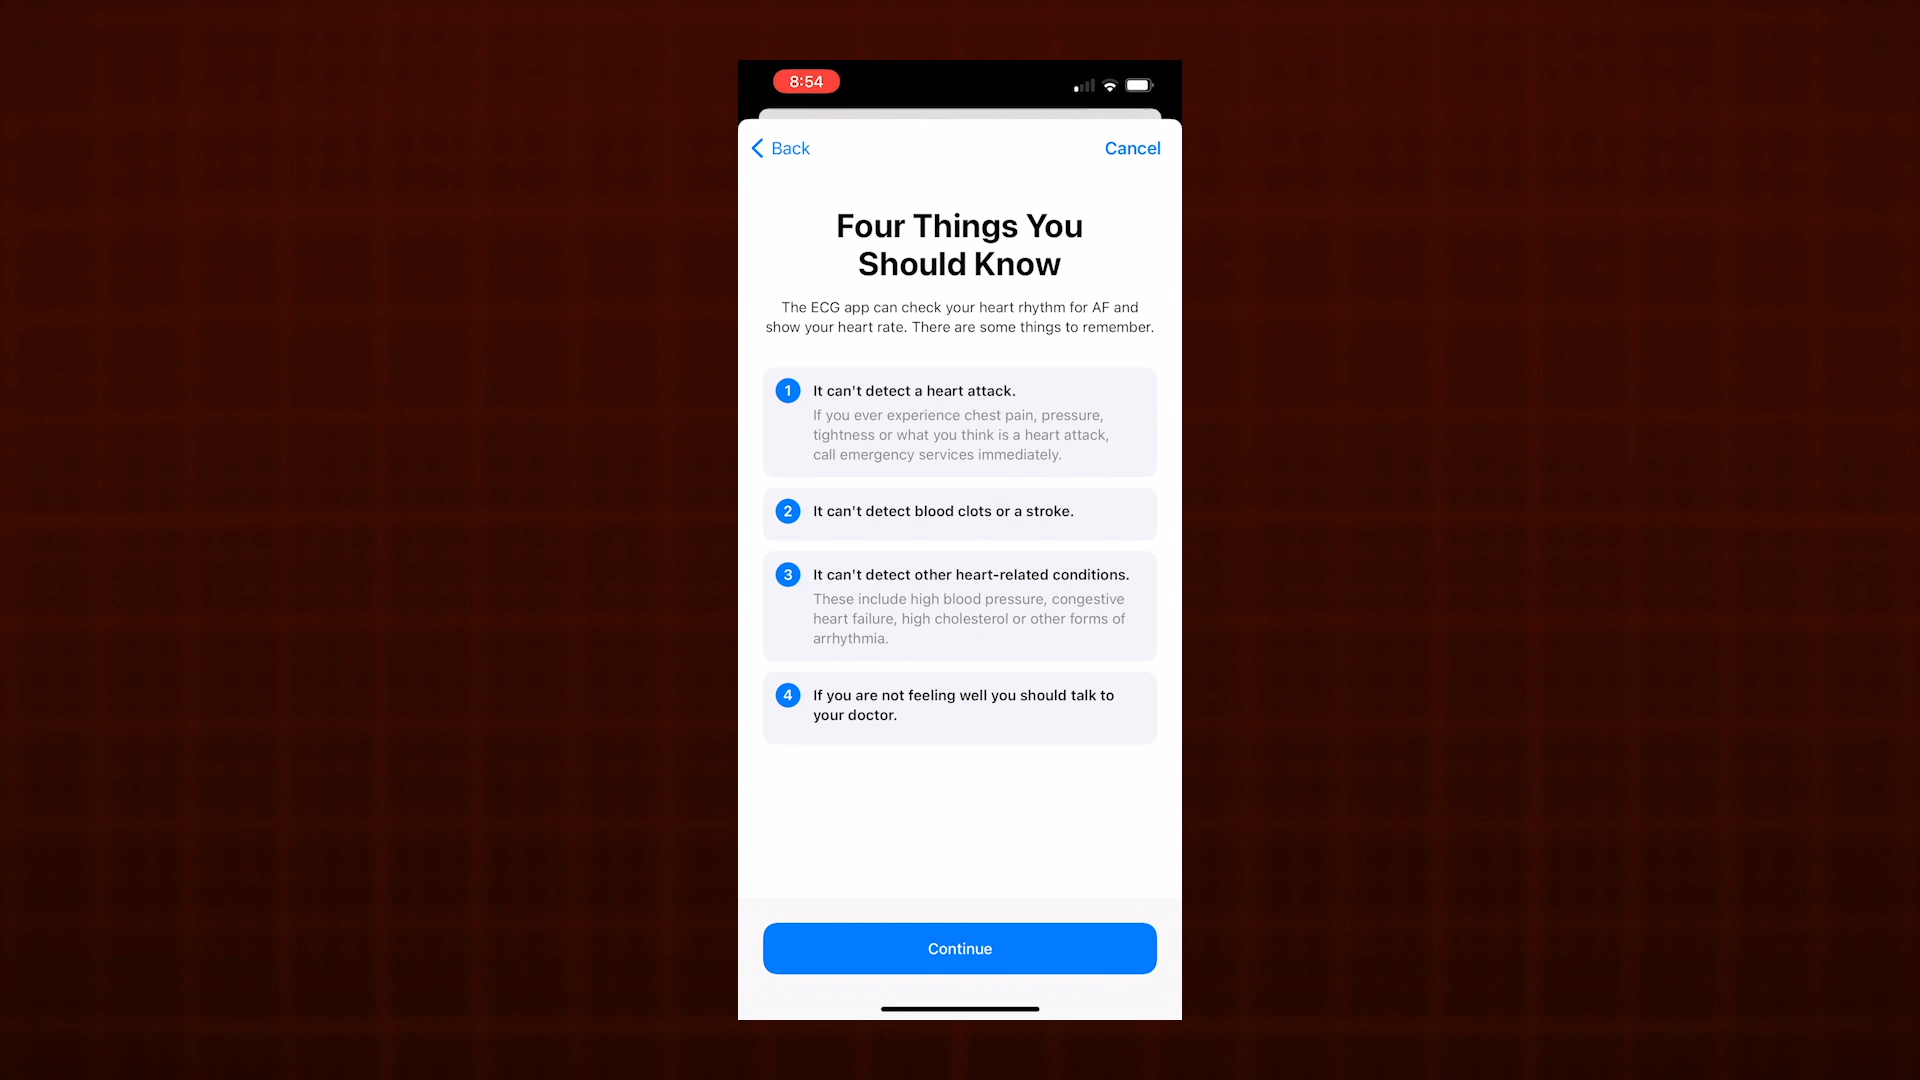 8:54
Back
Cancel
Four Things You
Should Know
The ECG app can check your heart rhythm for AF and
show your heart rate. There are some things to remember.
1 It can't detect a heart attack.
If you ever experience chest pain, pressure,
tightness or what you think is a heart attack,
call emergency services immediately.
2 It can't detect blood clots or a stroke.
3 It can't detect other heart-related conditions.
These include high blood pressure, congestive
heart failure, high cholesterol or other forms of
arrhythmia.
4 If you are not feeling well you should talk to
your doctor.
Continue